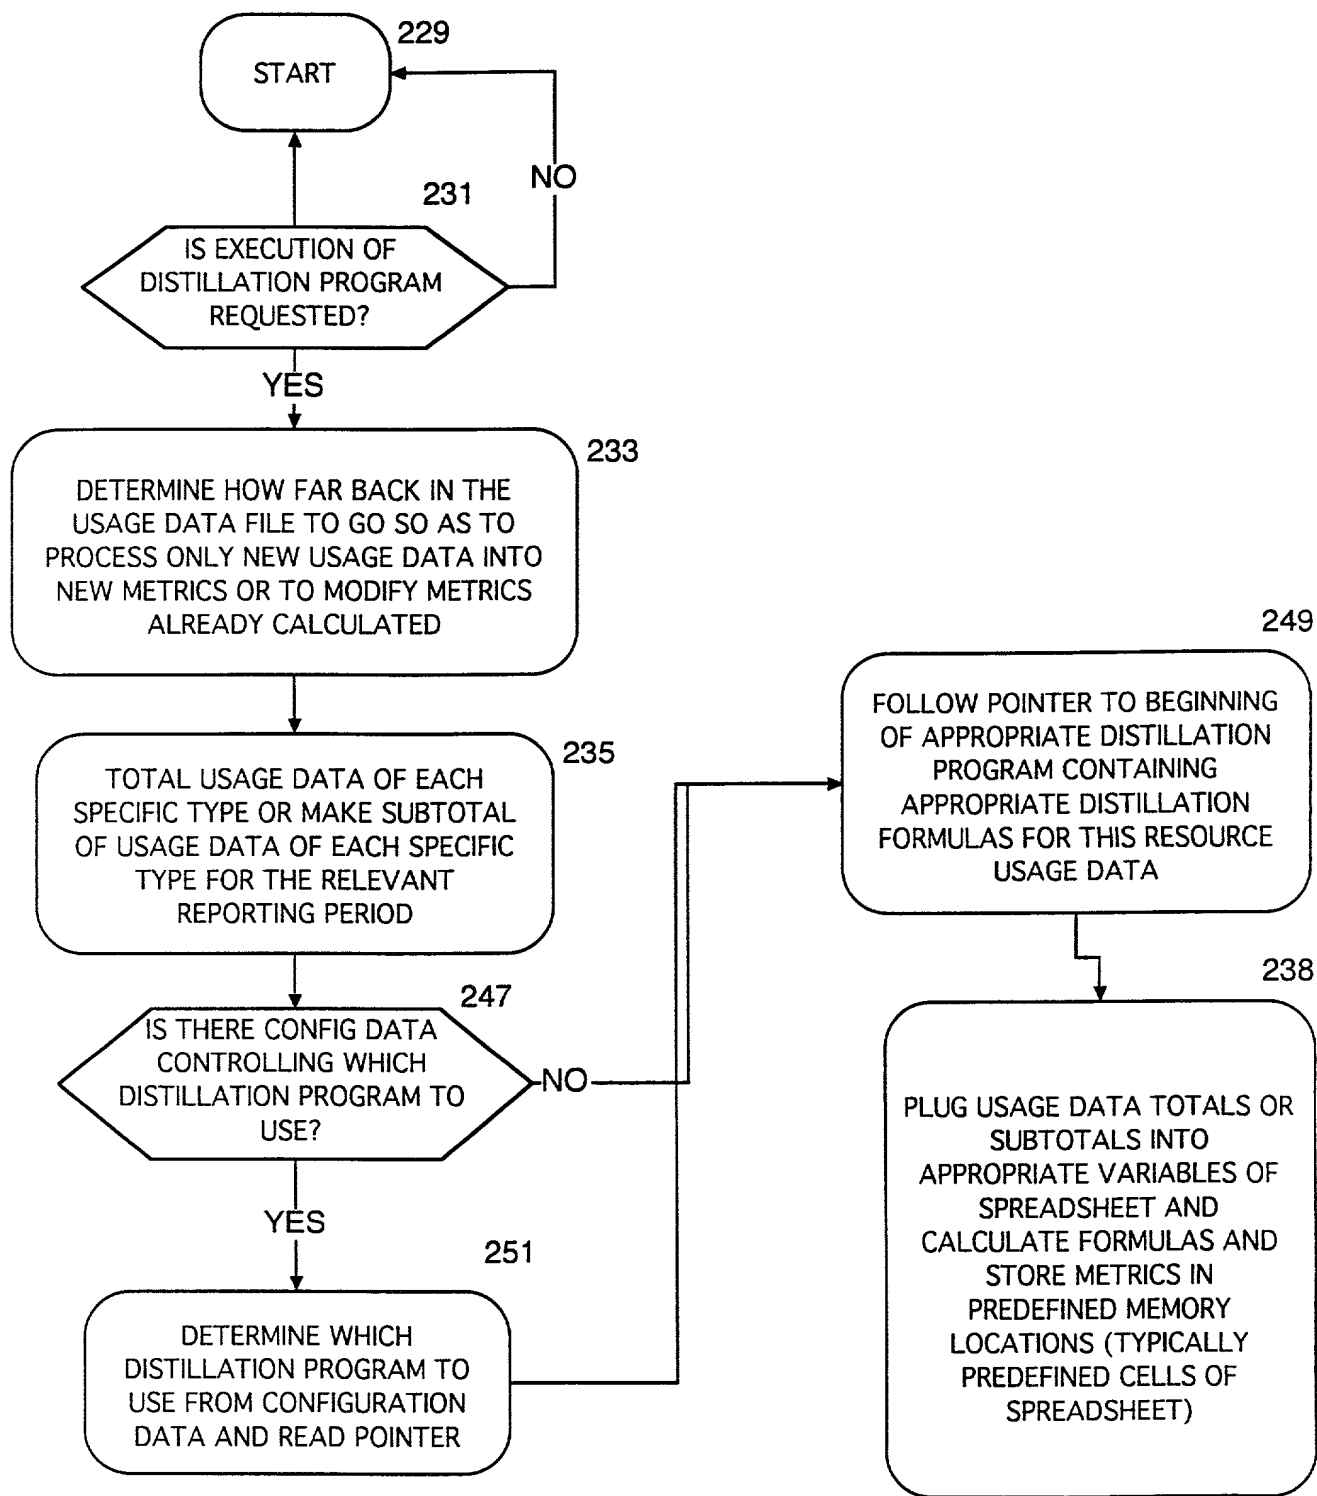 229
START
NO
231
IS EXECUTION OF
DISTILLATION PROGRAM
REQUESTED?
YES
233
DETERMINE HOW FAR BACK IN THE
USAGE DATA FILE TO GO SO AS TO
PROCESS ONLY NEW USAGE DATA INTO
NEW METRICS OR TO MODIFY METRICS
ALREADY CALCULATED
235
TOTAL USAGE DATA OF EACH
SPECIFIC TYPE OR MAKE SUBTOTAL
OF USAGE DATA OF EACH SPECIFIC
TYPE FOR THE RELEVANT
REPORTING PERIOD
247
IS THERE CONFIG DATA
CONTROLLING WHICH
DISTILLATION PROGRAM TO
USE?
NO
YES
251
DETERMINE WHICH
DISTILLATION PROGRAM TO
USE FROM CONFIGURATION
DATA AND READ POINTER
249
FOLLOW POINTER TO BEGINNING
OF APPROPRIATE DISTILLATION
PROGRAM CONTAINING
APPROPRIATE DISTILLATION
FORMULAS FOR THIS RESOURCE
USAGE DATA
238
PLUG USAGE DATA TOTALS OR
SUBTOTALS INTO
APPROPRIATE VARIABLES OF
SPREADSHEET AND
CALCULATE FORMULAS AND
STORE METRICS IN
PREDEFINED MEMORY
LOCATIONS (TYPICALLY
PREDEFINED CELLS OF
SPREADSHEET)